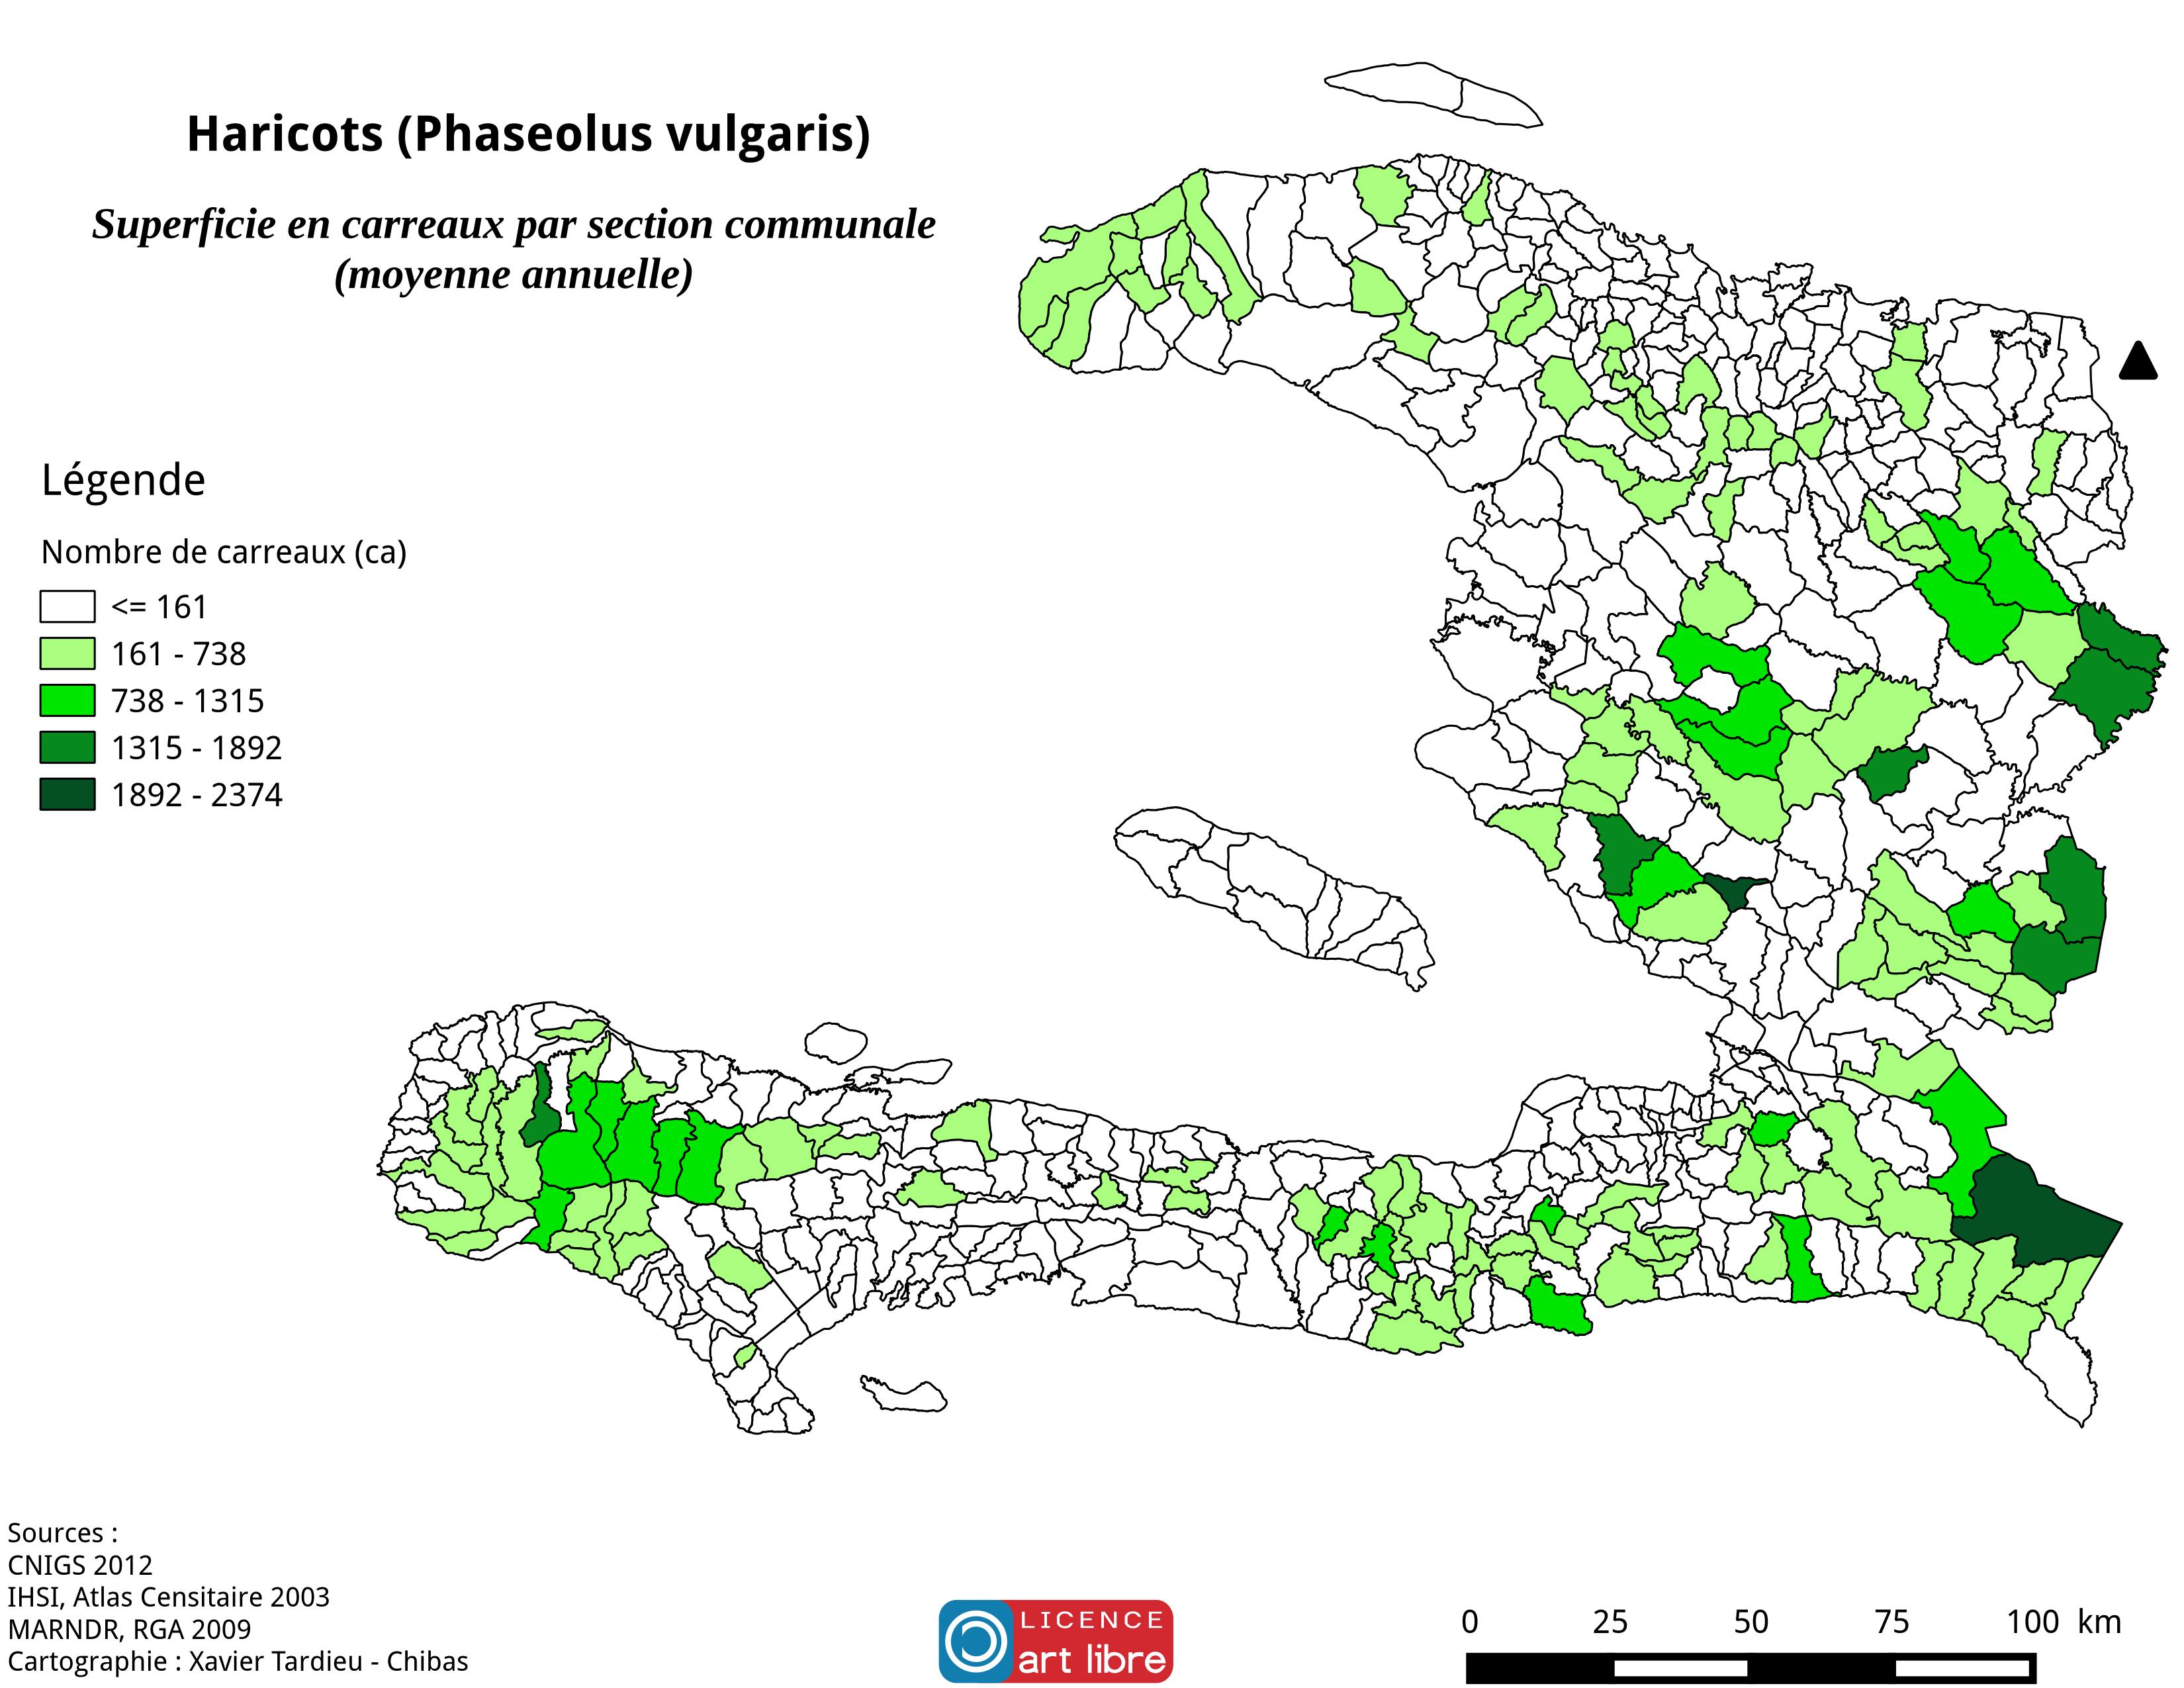 Haricots (Phaseolus vulgaris)
Superficie en carreaux par section communale
(moyenne annuelle)
Légende
Nombre de carreaux (ca)
<= 161
161 - 738
738 - 1315
1315 - 1892
1892 - 2374
Sources :
CNIGS 2012
IHSI, Atlas Censitaire 2003
MARNDR, RGA 2009
Cartographie : Xavier Tardieu - Chibas
LICENCE
art libre
0 25 50 75 100 km